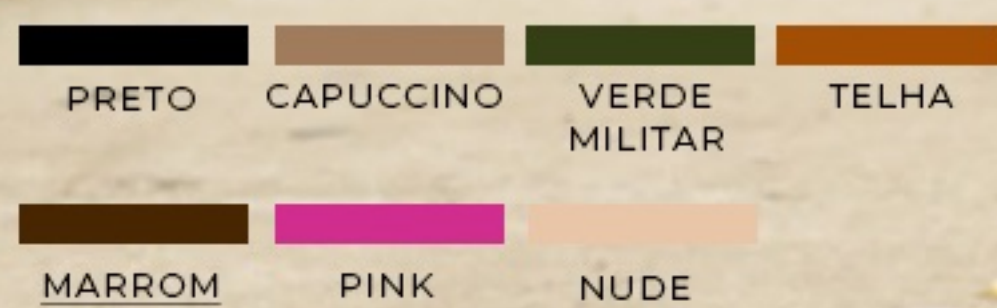 PRETO
CAPUCCINO
VERDE
MILITAR
TELHA
MARROM
PINK
NUDE